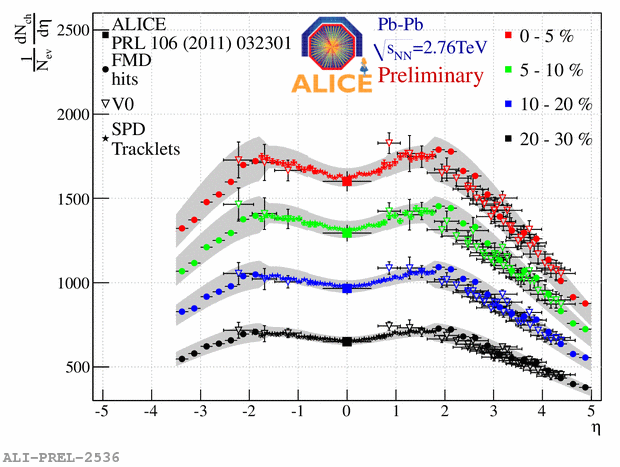 1/N_ev dN_ch/dη
ALICE
PRL 106 (2011) 032301
FMD
hits
V0
SPD
Tracklets
ALICE
Pb-Pb
√s_NN=2.76TeV
Preliminary
0 - 5 %
5 - 10 %
10 - 20 %
20 - 30 %
2500
2000
1500
1000
500
-5 -4 -3 -2 -1 0 1 2 3 4 5
η
ALI-PREL-2536